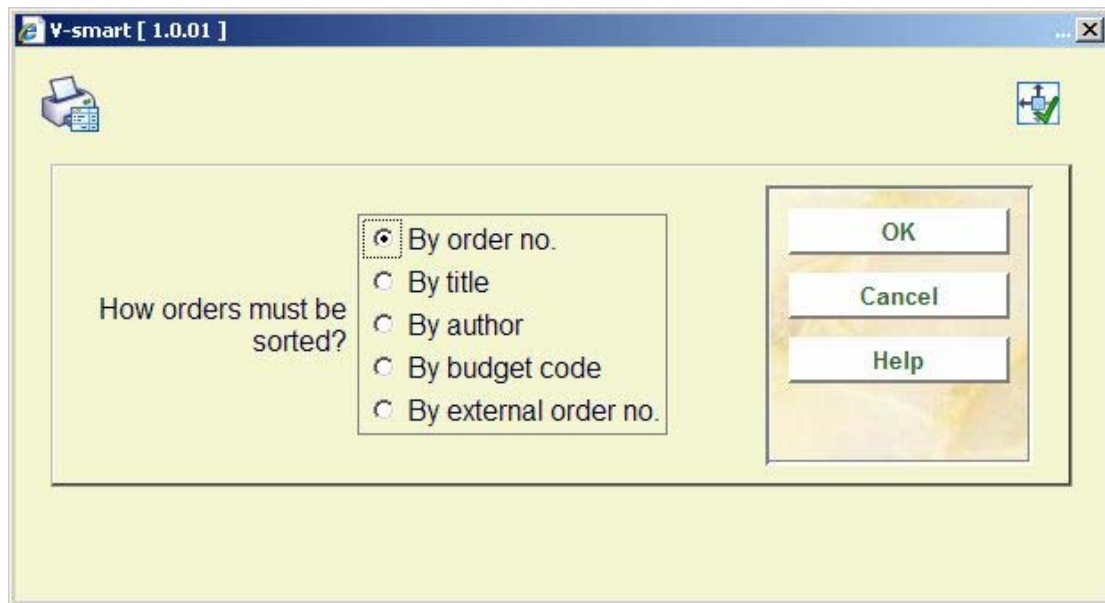 V-smart [ 1.0.01 ] ...
By order no.
By title
How orders must be
sorted?
By author
By budget code
By external order no.
OK
Cancel
Help